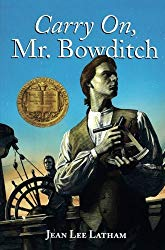 Carry On,
Mr. Bowditch
JEAN LEE LATHAM